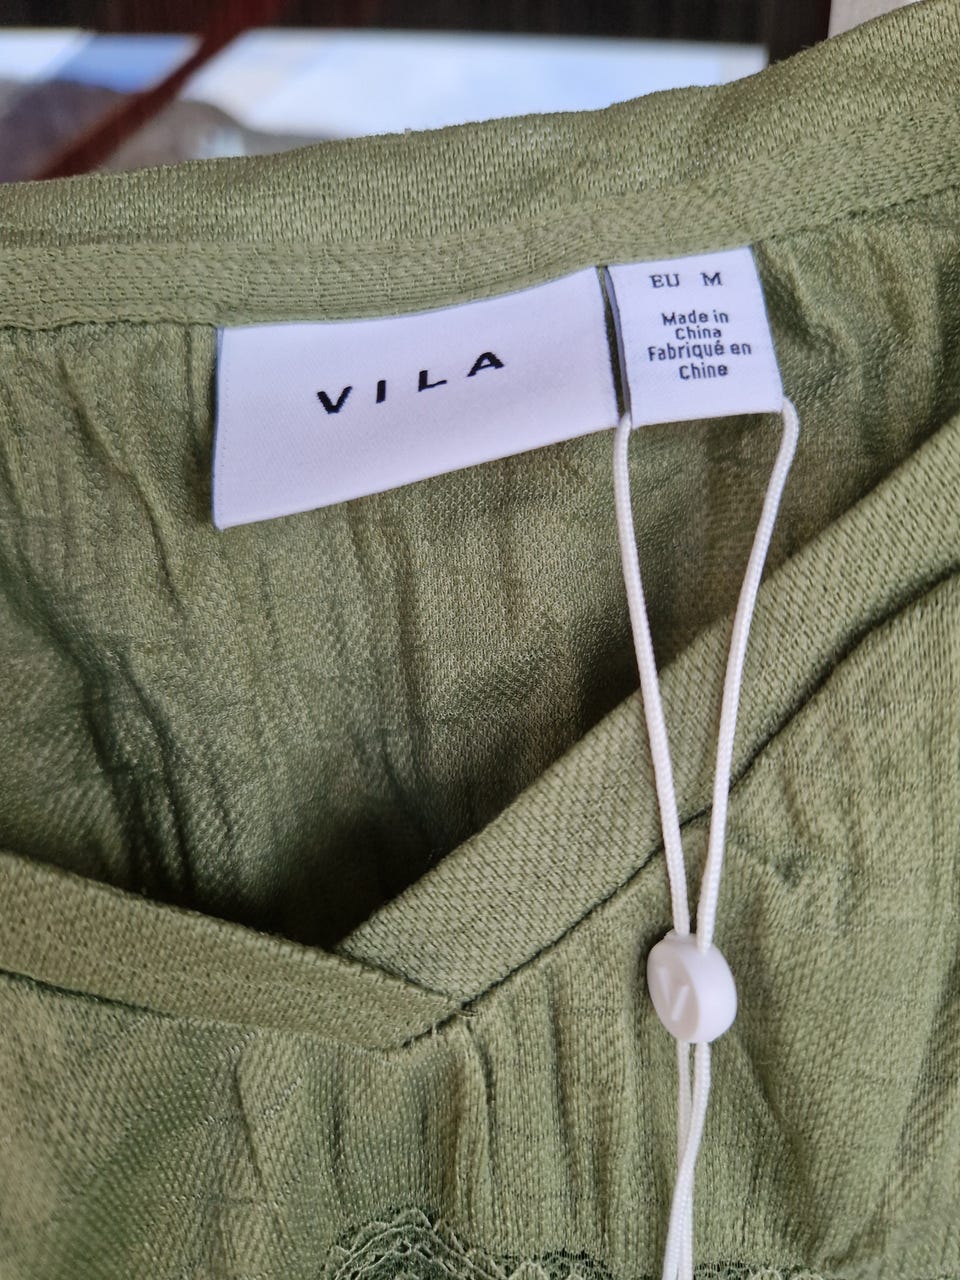 VILA
EU M
Made in
China
Fabriqué en
Chine
V